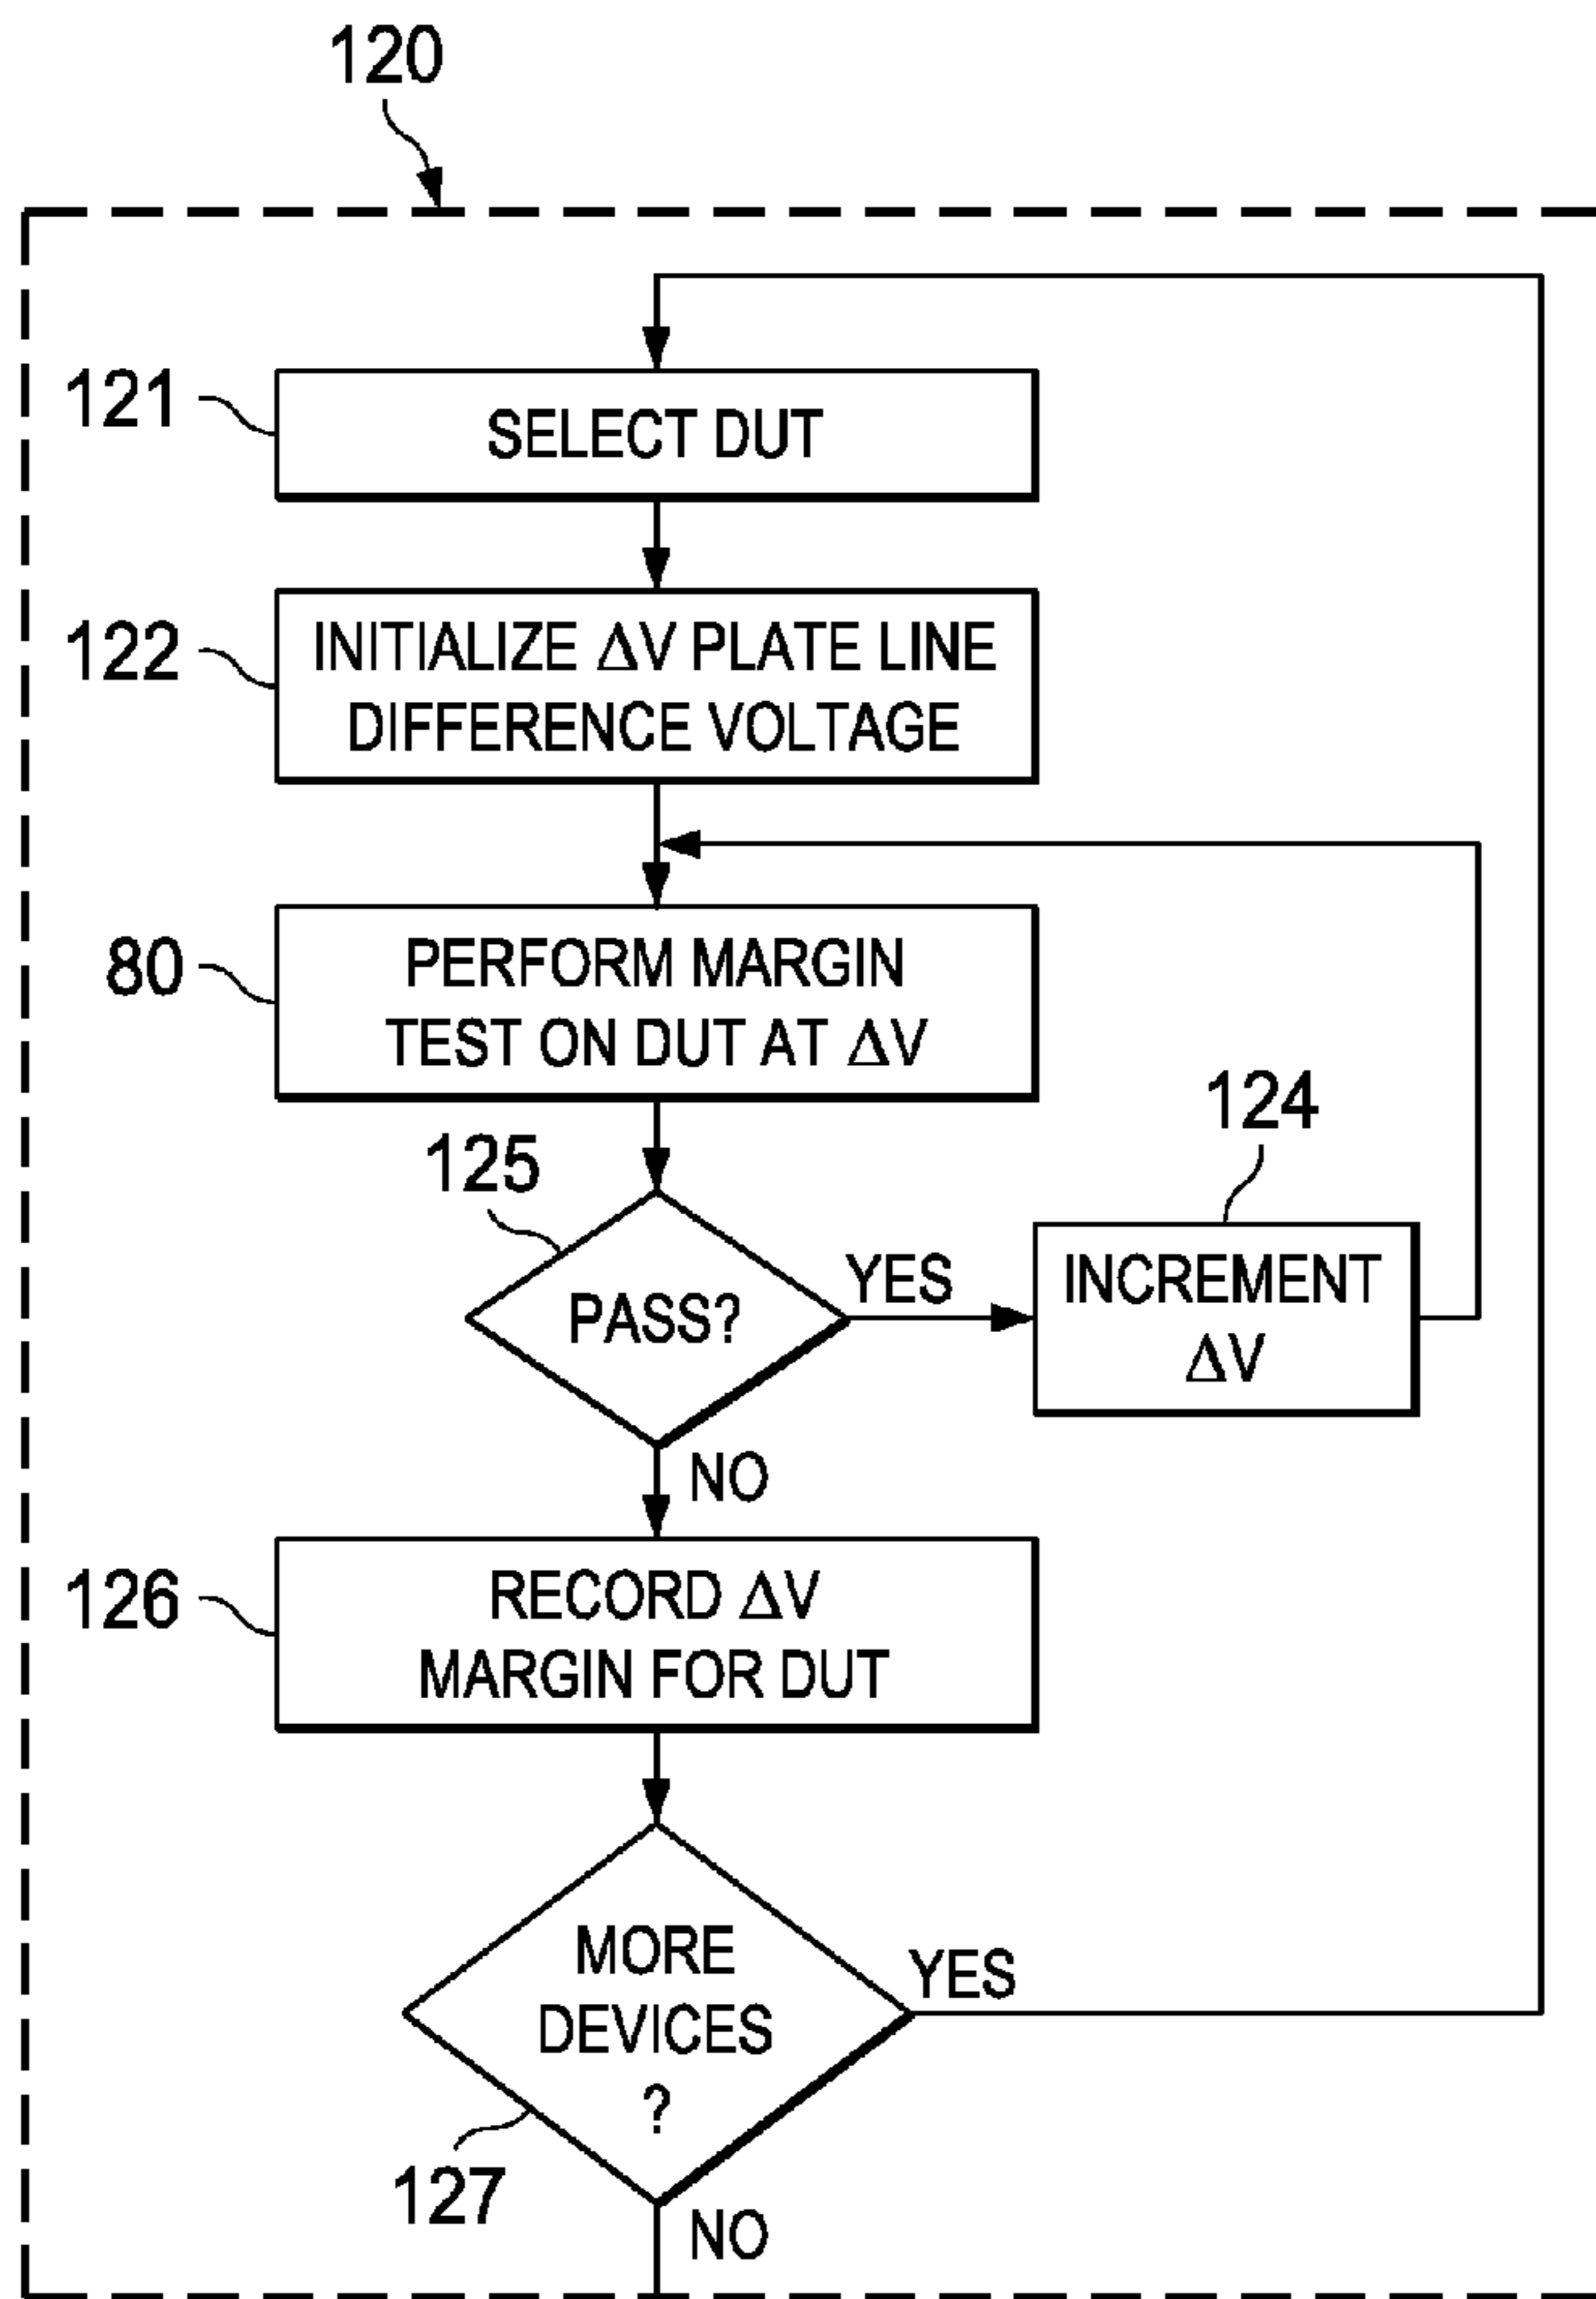 120
121
SELECT DUT
122
INITIALIZE ΔV PLATE LINE
DIFFERENCE VOLTAGE
80
PERFORM MARGIN
TEST ON DUT AT ΔV
125
PASS?
YES
124
INCREMENT
ΔV
NO
126
RECORD ΔV
MARGIN FOR DUT
MORE
DEVICES
?
YES
127
NO